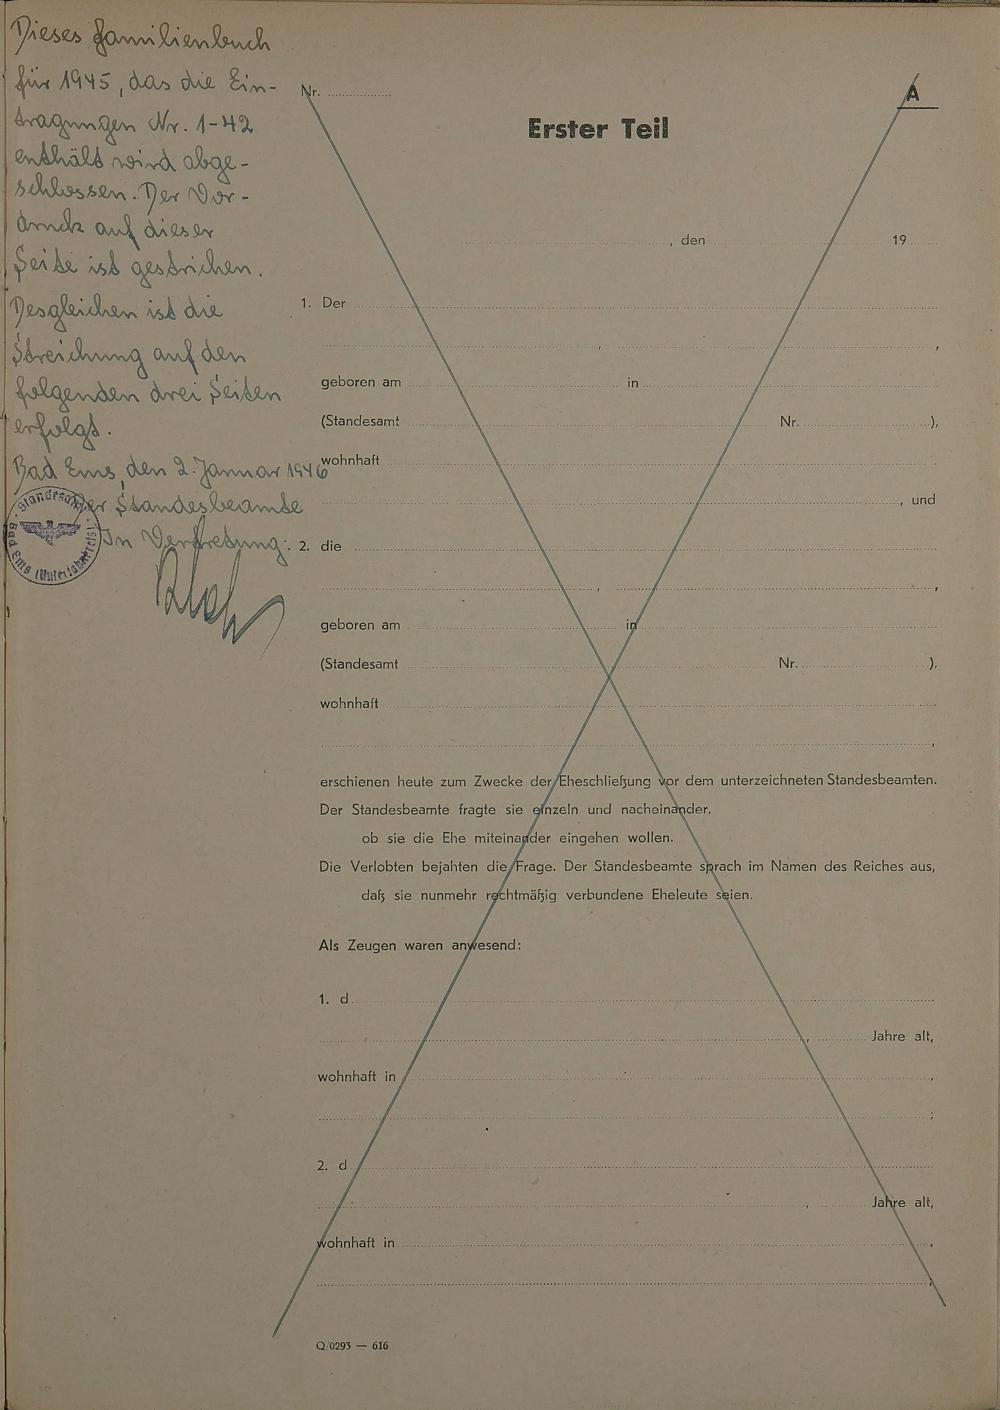 Dieses Familienbuch
für 1945, das die Ein-
tragungen Nr. 1-42
enthält wird abge-
schlossen. Der Vor-
druck auf dieser
Seite ist gestrichen.
Desgleichen ist die
Streichung auf den
folgenden drei Seiten
erfolgt.
Bad Ems, den 2. Januar 1946
Der Standesbeamte
In Vertretung:
Standesamt
Bad Ems (Unterlahnkreis)
Nr.
A
Erster Teil
, den 19
1. Der
, ,
geboren am in
(Standesamt Nr. ),
wohnhaft
, und
2. die
, ,
geboren am in
(Standesamt Nr. ),
wohnhaft
,
erschienen heute zum Zwecke der Eheschließung vor dem unterzeichneten Standesbeamten.
Der Standesbeamte fragte sie einzeln und nacheinander,
ob sie die Ehe miteinander eingehen wollen.
Die Verlobten bejahten die Frage. Der Standesbeamte sprach im Namen des Reiches aus,
daß sie nunmehr rechtmäßig verbundene Eheleute seien.
Als Zeugen waren anwesend:
1. d
, Jahre alt,
wohnhaft in ,
;
2. d
, Jahre alt,
wohnhaft in ,
.
Q/0293 — 616